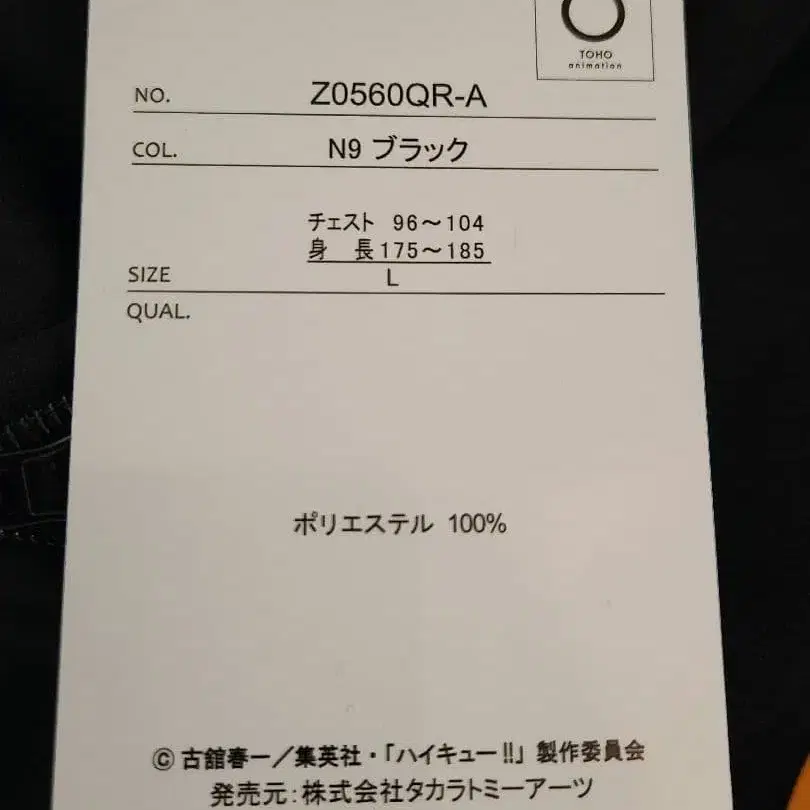 TOHO
animation
NO. Z0560QR-A
COL. N9 ブラック
チェスト 96～104
身 長175～185
SIZE L
QUAL.
ポリエステル 100%
© 古舘春一／集英社・「ハイキュー!!」製作委員会
発売元:株式会社タカラトミーアーツ